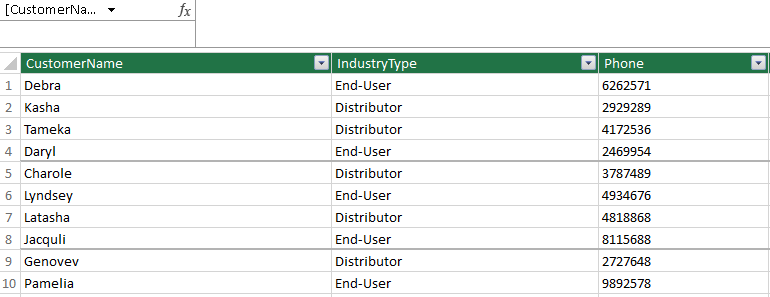 [CustomerNa... fx
CustomerName IndustryType Phone
1 Debra End-User 6262571
2 Kasha Distributor 2929289
3 Tameka Distributor 4172536
4 Daryl End-User 2469954
5 Charole Distributor 3787489
6 Lyndsey End-User 4934676
7 Latasha Distributor 4818868
8 Jacquli End-User 8115688
9 Genovev Distributor 2727648
10 Pamelia End-User 9892578